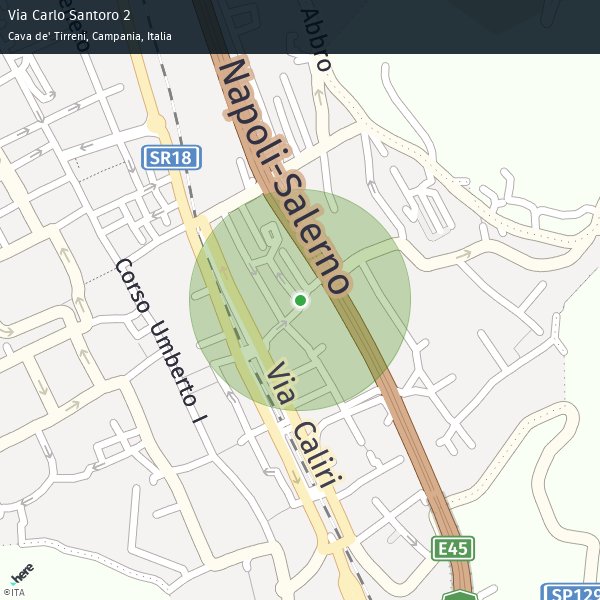 Via Carlo Santoro 2
Cava de' Tirreni, Campania, Italia
Abbro
Napoli-Salerno
SR18
Corso Umberto I
Via Caliri
E45
SP129
here
©ITA